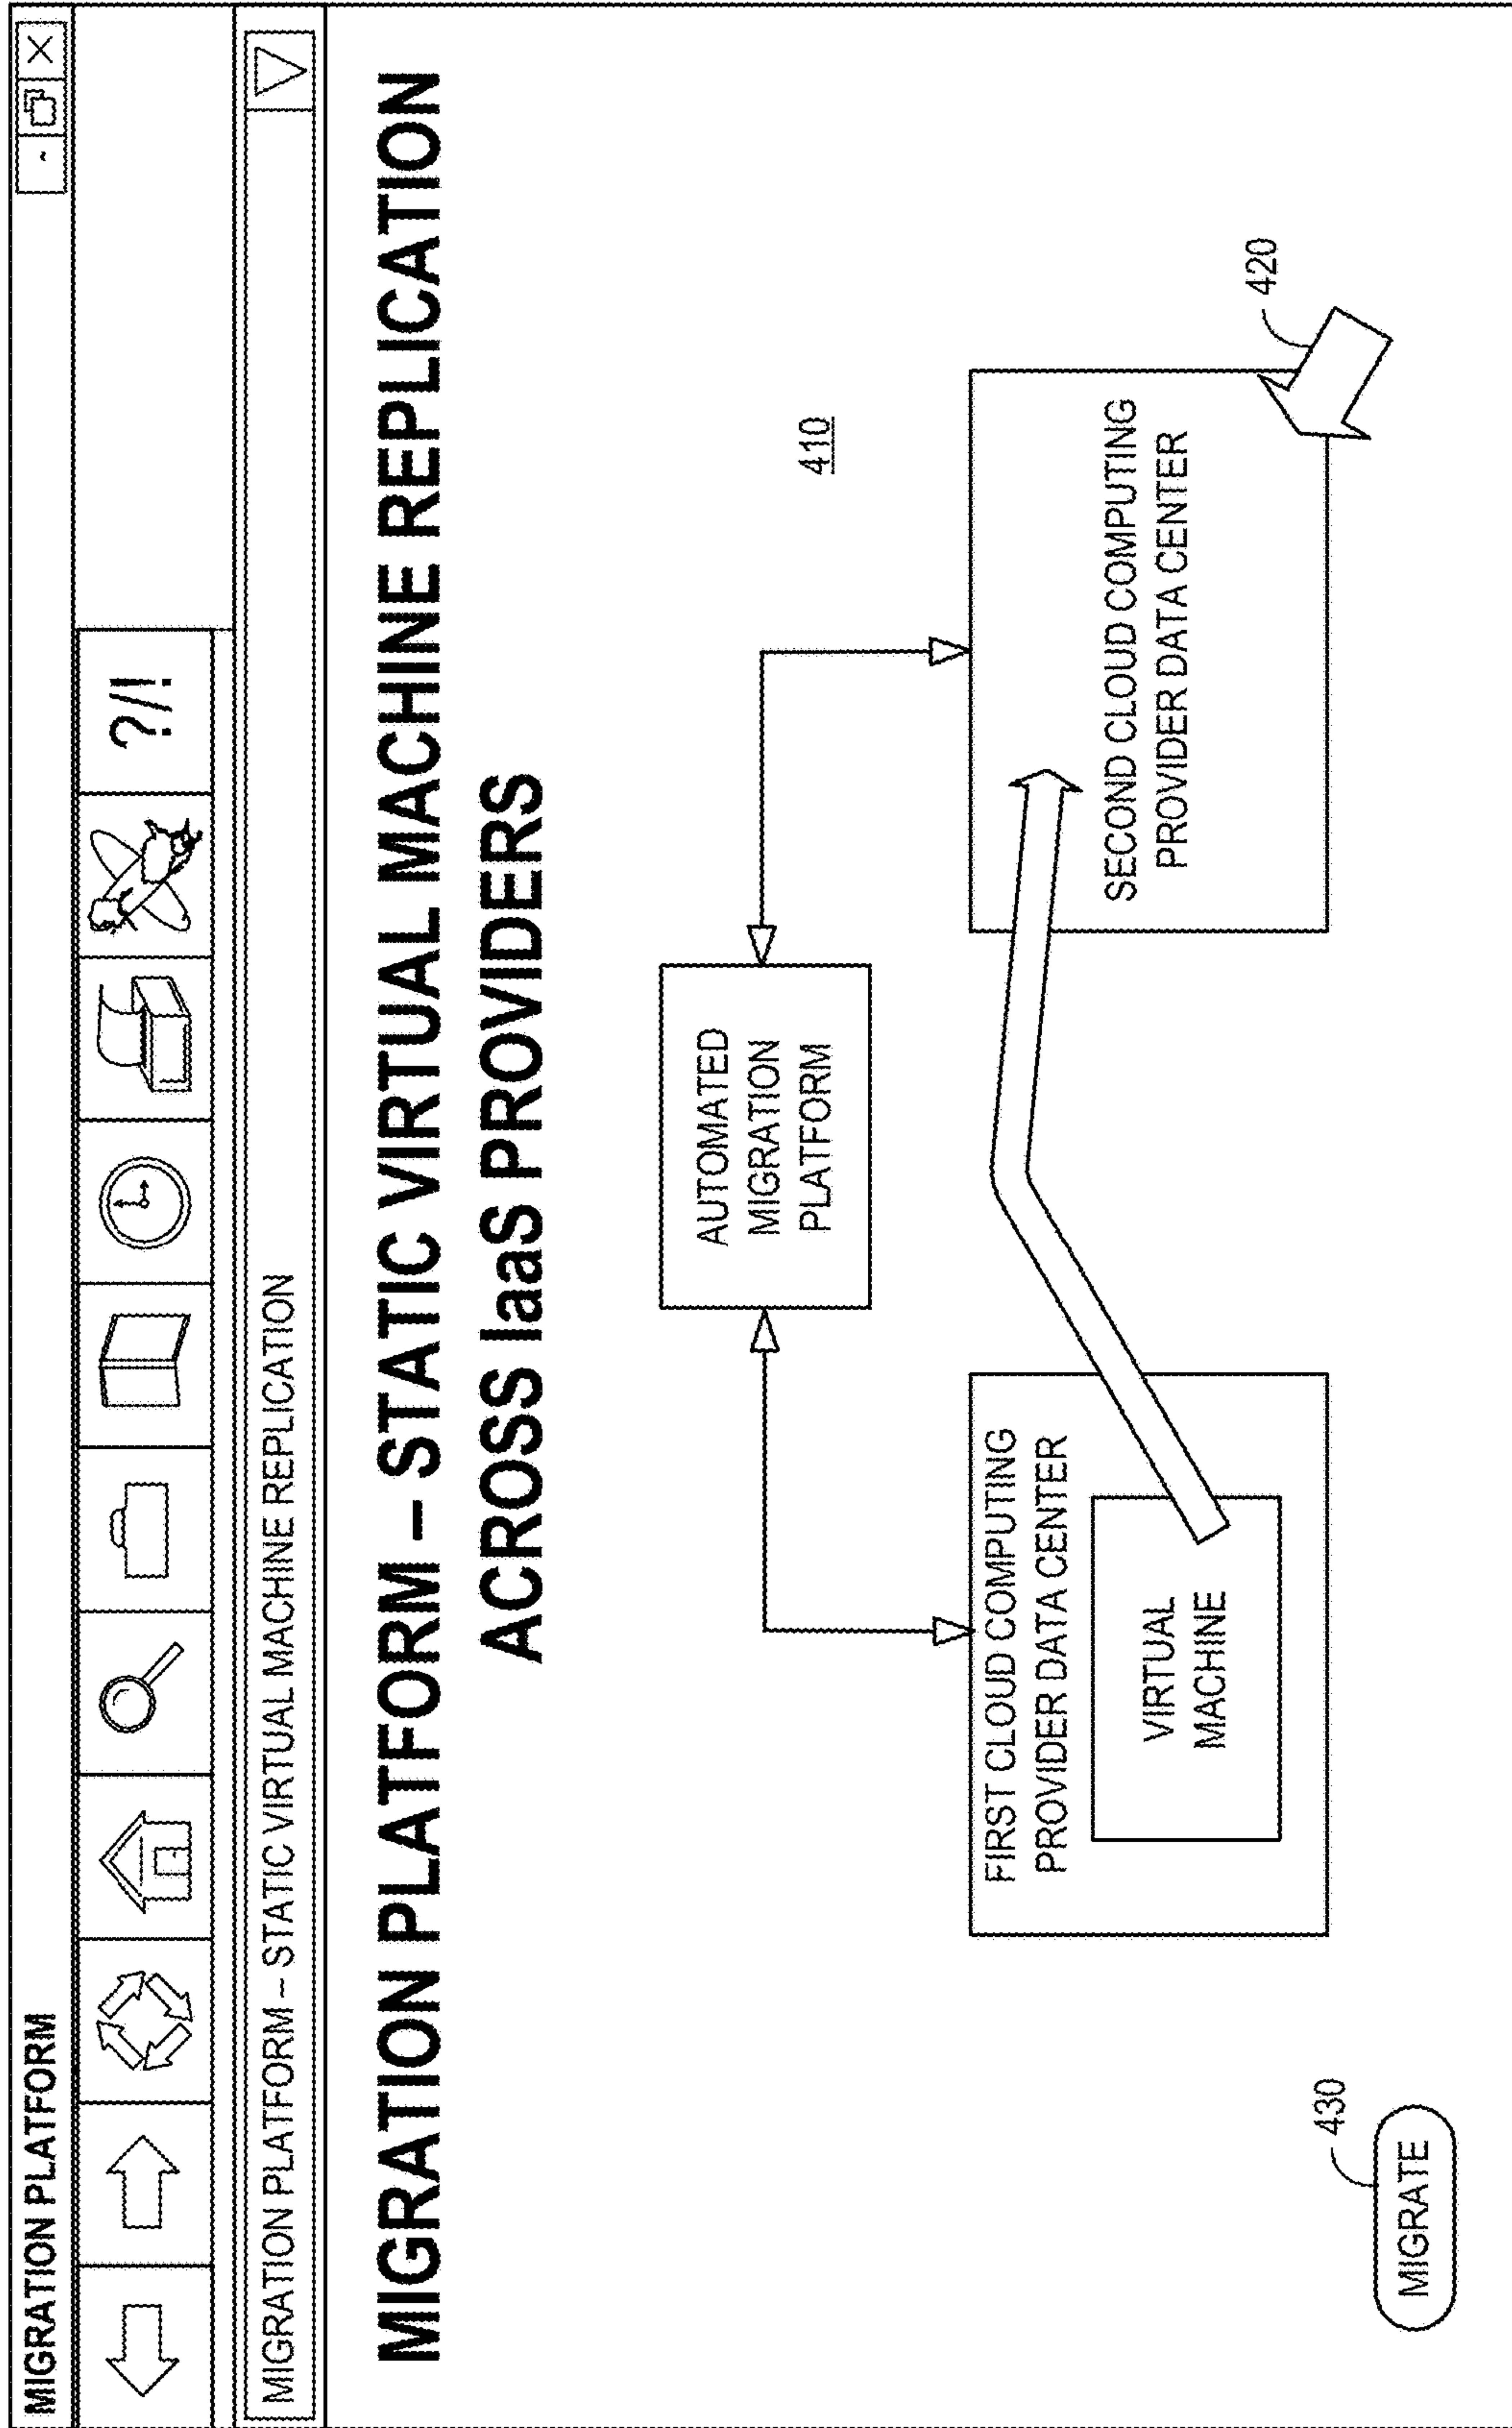 MIGRATION PLATFORM
?/!
MIGRATION PLATFORM – STATIC VIRTUAL MACHINE REPLICATION
MIGRATION PLATFORM – STATIC VIRTUAL MACHINE REPLICATION
ACROSS IaaS PROVIDERS
AUTOMATED
MIGRATION
PLATFORM
410
FIRST CLOUD COMPUTING
PROVIDER DATA CENTER
VIRTUAL
MACHINE
SECOND CLOUD COMPUTING
PROVIDER DATA CENTER
420
430
MIGRATE